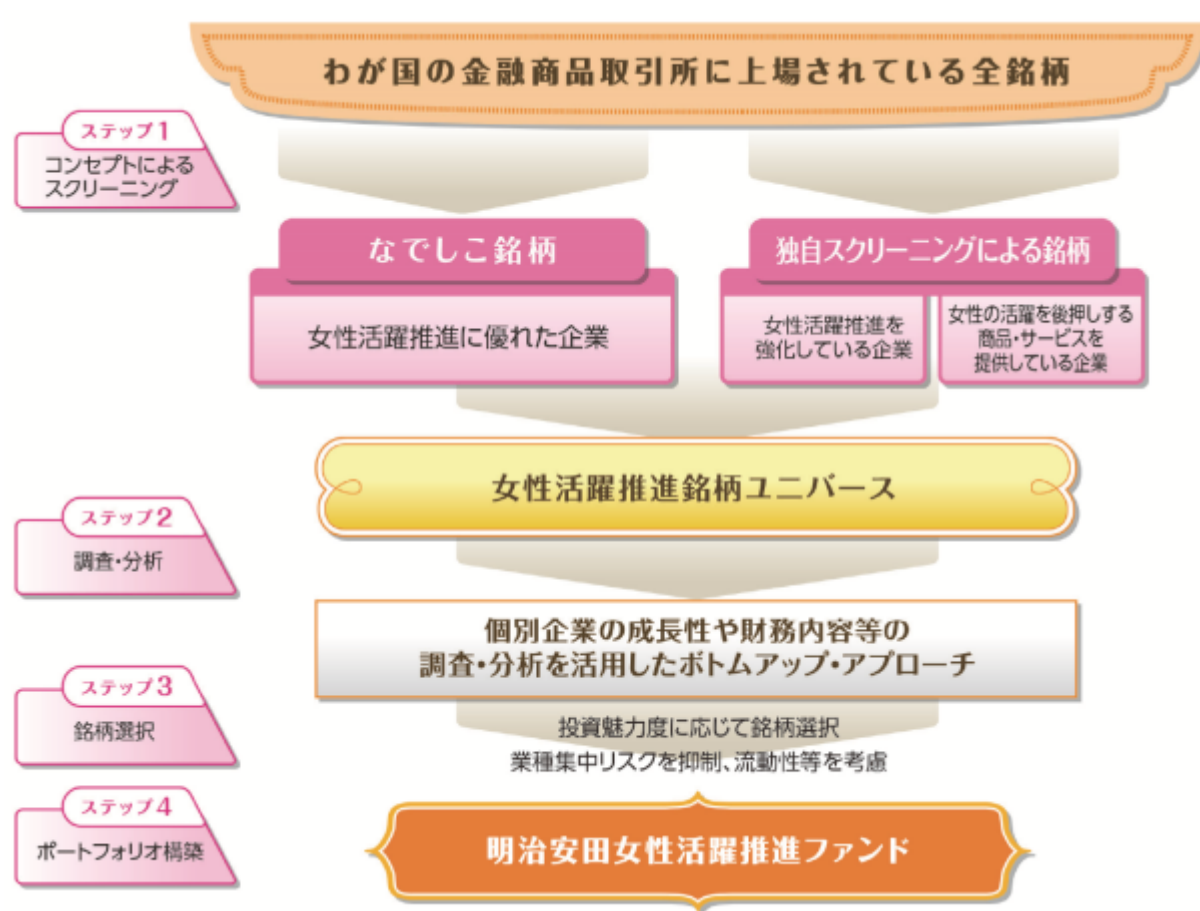 わが国の金融商品取引所に上場されている全銘柄
ステップ1
コンセプトによる
スクリーニング
なでしこ銘柄
女性活躍推進に優れた企業
独自スクリーニングによる銘柄
女性活躍推進を
強化している企業
女性の活躍を後押しする
商品・サービスを
提供している企業
女性活躍推進銘柄ユニバース
ステップ2
調査・分析
個別企業の成長性や財務内容等の
調査・分析を活用したボトムアップ・アプローチ
ステップ3
銘柄選択
投資魅力度に応じて銘柄選択
業種集中リスクを抑制、流動性等を考慮
ステップ4
ポートフォリオ構築
明治安田女性活躍推進ファンド